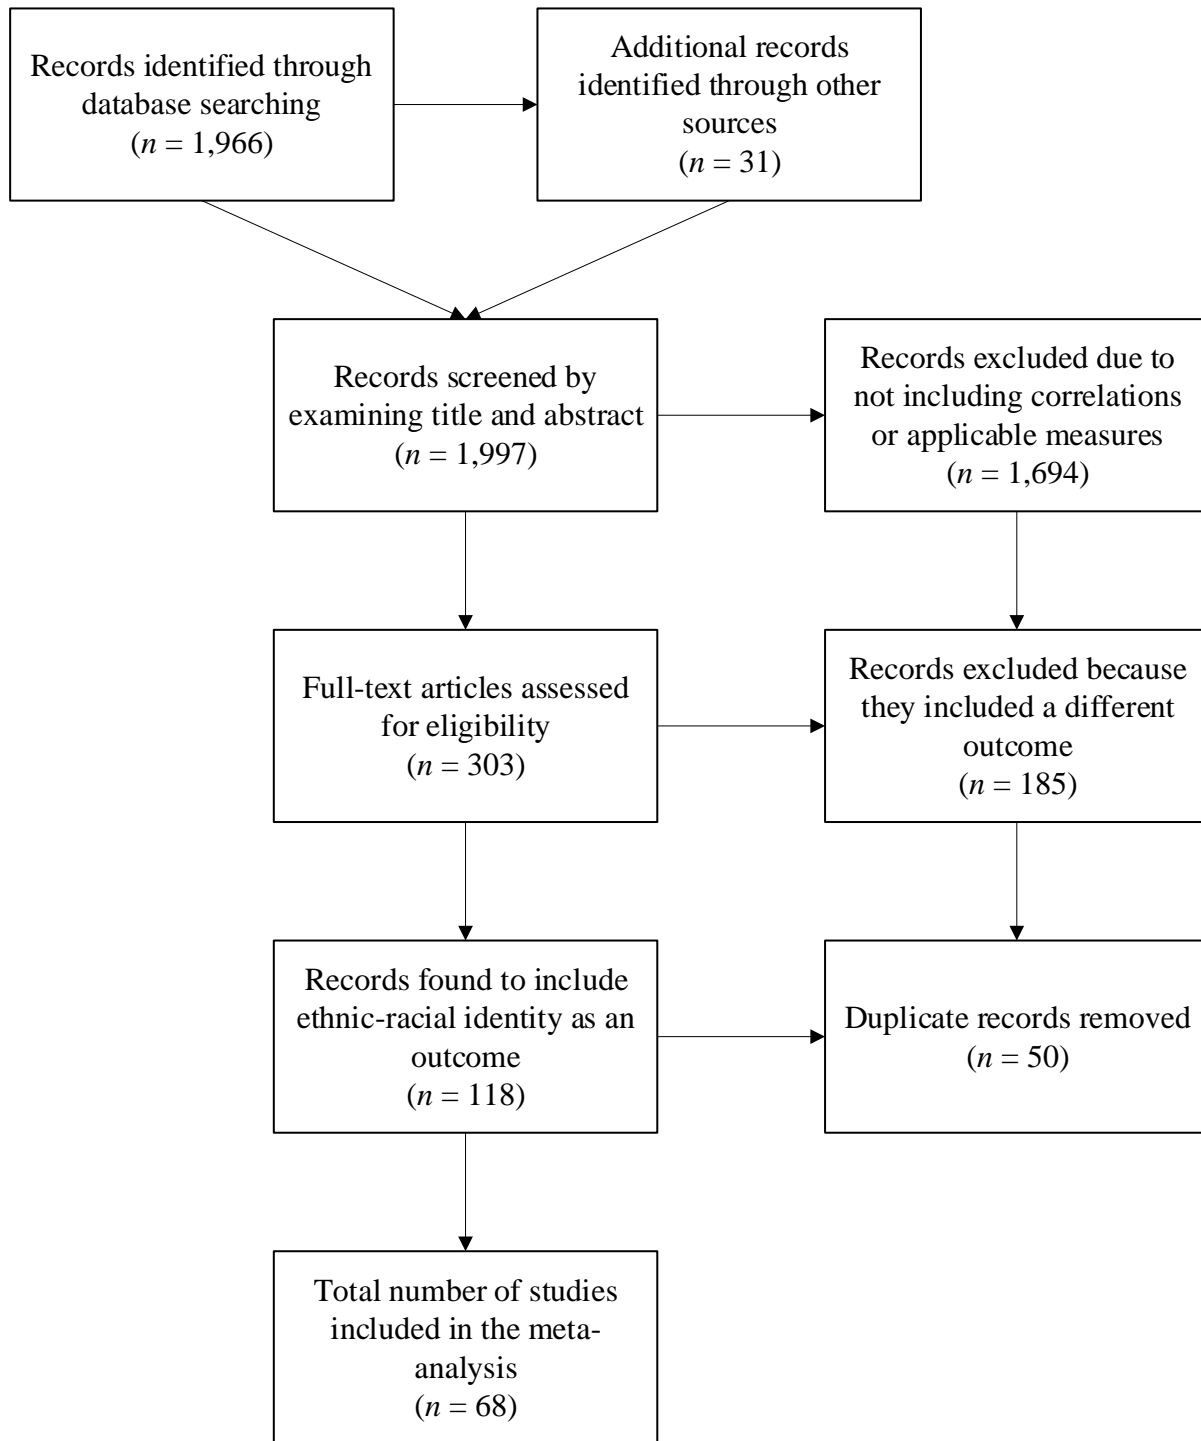 Records identified through
database searching
(n = 1,966)
Additional records
identified through other
sources
(n = 31)
Records screened by
examining title and abstract
(n = 1,997)
Records excluded due to
not including correlations
or applicable measures
(n = 1,694)
Full-text articles assessed
for eligibility
(n = 303)
Records excluded because
they included a different
outcome
(n = 185)
Records found to include
ethnic-racial identity as an
outcome
(n = 118)
Duplicate records removed
(n = 50)
Total number of studies
included in the meta-
analysis
(n = 68)